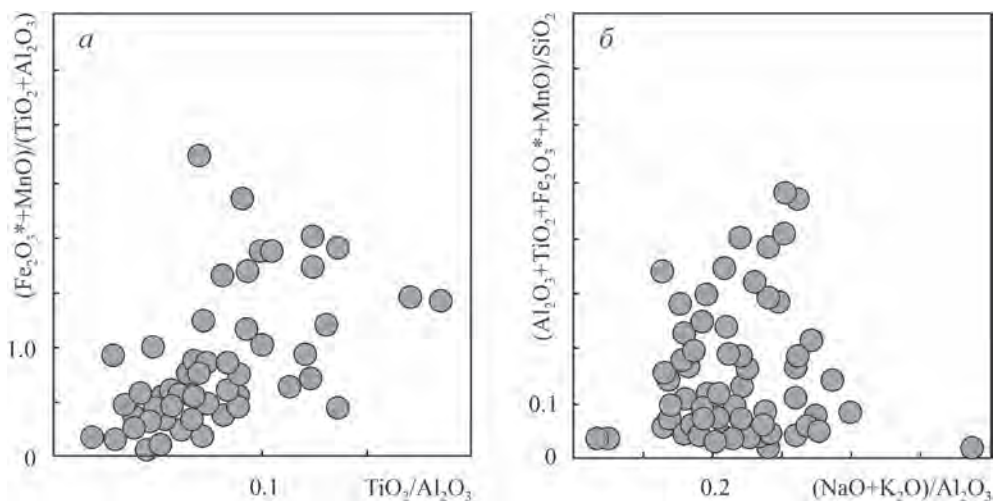 а
(Fe₂O₃*+MnO)/(TiO₂+Al₂O₃)
1.0
0
0.1
TiO₂/Al₂O₃
б
(Al₂O₃+TiO₂+Fe₂O₃*+MnO)/SiO₂
0.1
0
0.2
(NaO+K₂O)/Al₂O₃